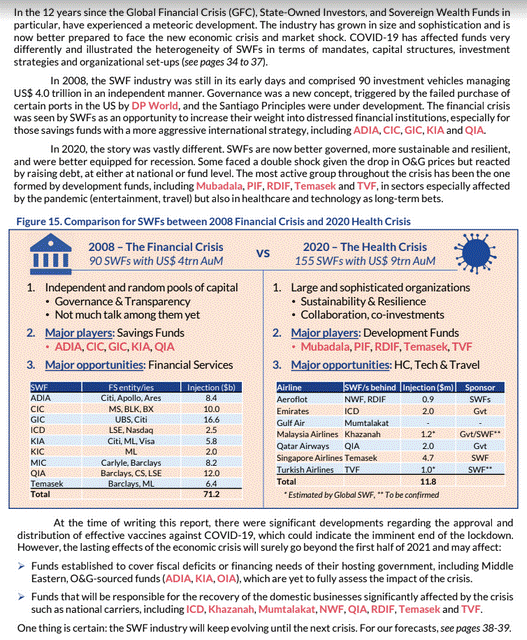 In the 12 years since the Global Financial Crisis (GFC), State-Owned Investors, and Sovereign Wealth Funds in
particular, have experienced a meteoric development. The industry has grown in size and sophistication and is
now better prepared to face the new economic crisis and market shock. COVID-19 has affected funds very
differently and illustrated the heterogeneity of SWFs in terms of mandates, capital structures, investment
strategies and organizational set-ups (see pages 34 to 37).
In 2008, the SWF industry was still in its early days and comprised 90 investment vehicles managing
US$ 4.0 trillion in an independent manner. Governance was a new concept, triggered by the failed purchase of
certain ports in the US by DP World, and the Santiago Principles were under development. The financial crisis
was seen by SWFs as an opportunity to increase their weight into distressed financial institutions, especially for
those savings funds with a more aggressive international strategy, including ADIA, CIC, GIC, KIA and QIA.
In 2020, the story was vastly different. SWFs are now better governed, more sustainable and resilient,
and were better equipped for recession. Some faced a double shock given the drop in O&G prices but reacted
by raising debt, at either at national or fund level. The most active group throughout the crisis has been the one
formed by development funds, including Mubadala, PIF, RDIF, Temasek and TVF, in sectors especially affected
by the pandemic (entertainment, travel) but also in healthcare and technology as long-term bets.
Figure 15. Comparison for SWFs between 2008 Financial Crisis and 2020 Health Crisis
2008 – The Financial Crisis
90 SWFs with US$ 4trn AuM
VS
2020 – The Health Crisis
155 SWFs with US$ 9trn AuM
1. Independent and random pools of capital
• Governance & Transparency
• Not much talk among them yet
2. Major players: Savings Funds
• ADIA, CIC, GIC, KIA, QIA
3. Major opportunities: Financial Services
SWF FS entity/ies Injection ($b)
ADIA Citi, Apollo, Ares 8.4
CIC MS, BLK, BX 10.0
GIC UBS, Citi 16.6
ICD LSE, Nasdaq 2.5
KIA Citi, ML, Visa 5.8
KIC ML 2.0
MIC Carlyle, Barclays 8.2
QIA Barclays, CS, LSE 12.0
Temasek Barclays, ML 6.4
Total 71.2
1. Large and sophisticated organizations
• Sustainability & Resilience
• Collaboration, co-investments
2. Major players: Development Funds
• Mubadala, PIF, RDIF, Temasek, TVF
3. Major opportunities: HC, Tech & Travel
Airline SWF/s behind Injection ($m) Sponsor
Aeroflot NWF, RDIF 0.9 SWFs
Emirates ICD 2.0 Gvt
Gulf Air Mumtalakat - -
Malaysia Airlines Khazanah 1.2* Gvt/SWF**
Qatar Airways QIA 2.0 Gvt
Singapore Airlines Temasek 4.7 SWF
Turkish Airlines TVF 1.0* SWF**
Total 11.8
* Estimated by Global SWF, ** To be confirmed
At the time of writing this report, there were significant developments regarding the approval and
distribution of effective vaccines against COVID-19, which could indicate the imminent end of the lockdown.
However, the lasting effects of the economic crisis will surely go beyond the first half of 2021 and may affect:
➢ Funds established to cover fiscal deficits or financing needs of their hosting government, including Middle
Eastern, O&G-sourced funds (ADIA, KIA, OIA), which are yet to fully assess the impact of the crisis.
➢ Funds that will be responsible for the recovery of the domestic businesses significantly affected by the crisis
such as national carriers, including ICD, Khazanah, Mumtalakat, NWF, QIA, RDIF, Temasek and TVF.
One thing is certain: the SWF industry will keep evolving until the next crisis. For our forecasts, see pages 38-39.